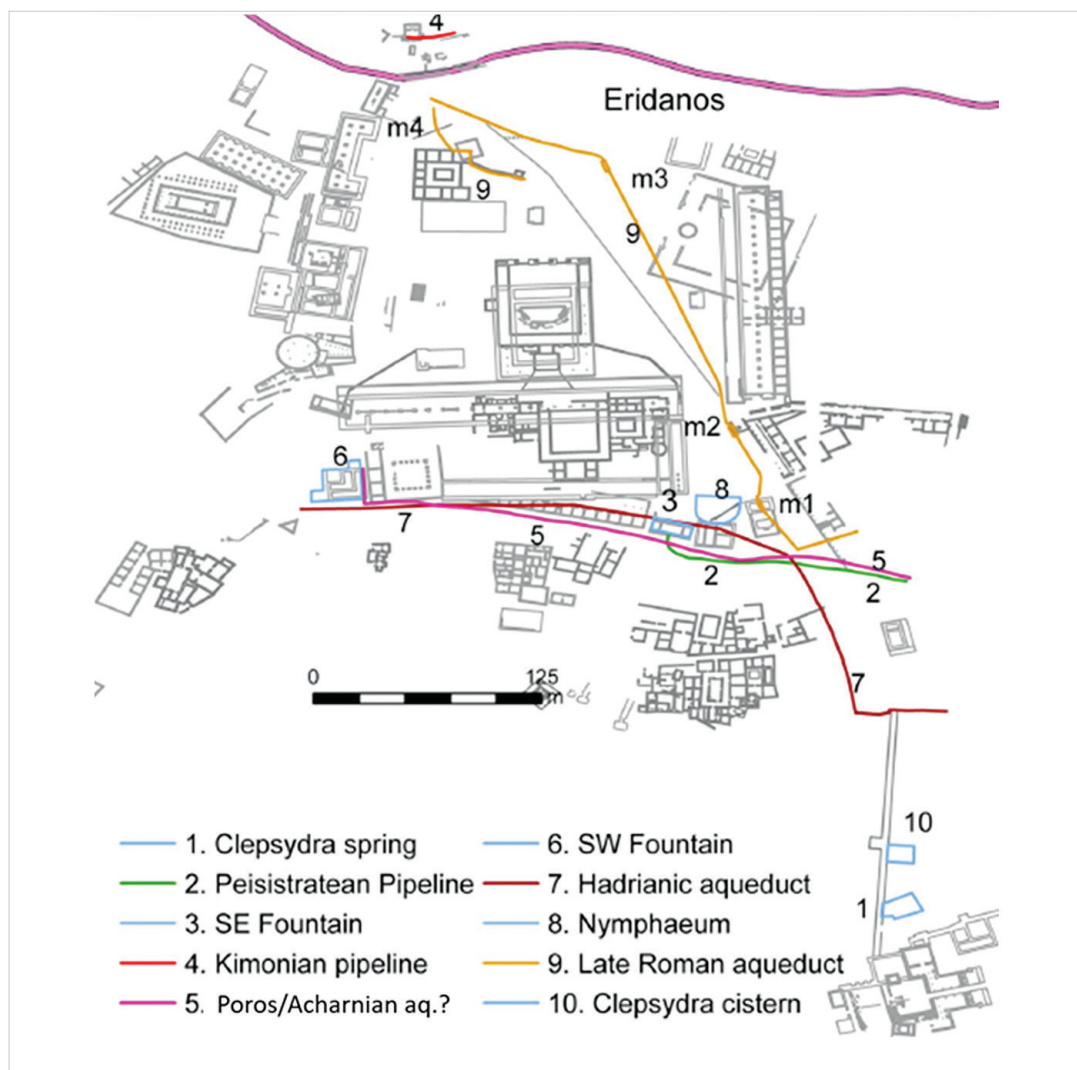 4
Eridanos
m4
m3
9
9
m2
6
8
3
m1
7
5
5
2
2
7
0
125
m
10
1
1. Clepsydra spring
2. Peisistratean Pipeline
3. SE Fountain
4. Kimonian pipeline
5. Poros/Acharnian aq.?
6. SW Fountain
7. Hadrianic aqueduct
8. Nymphaeum
9. Late Roman aqueduct
10. Clepsydra cistern